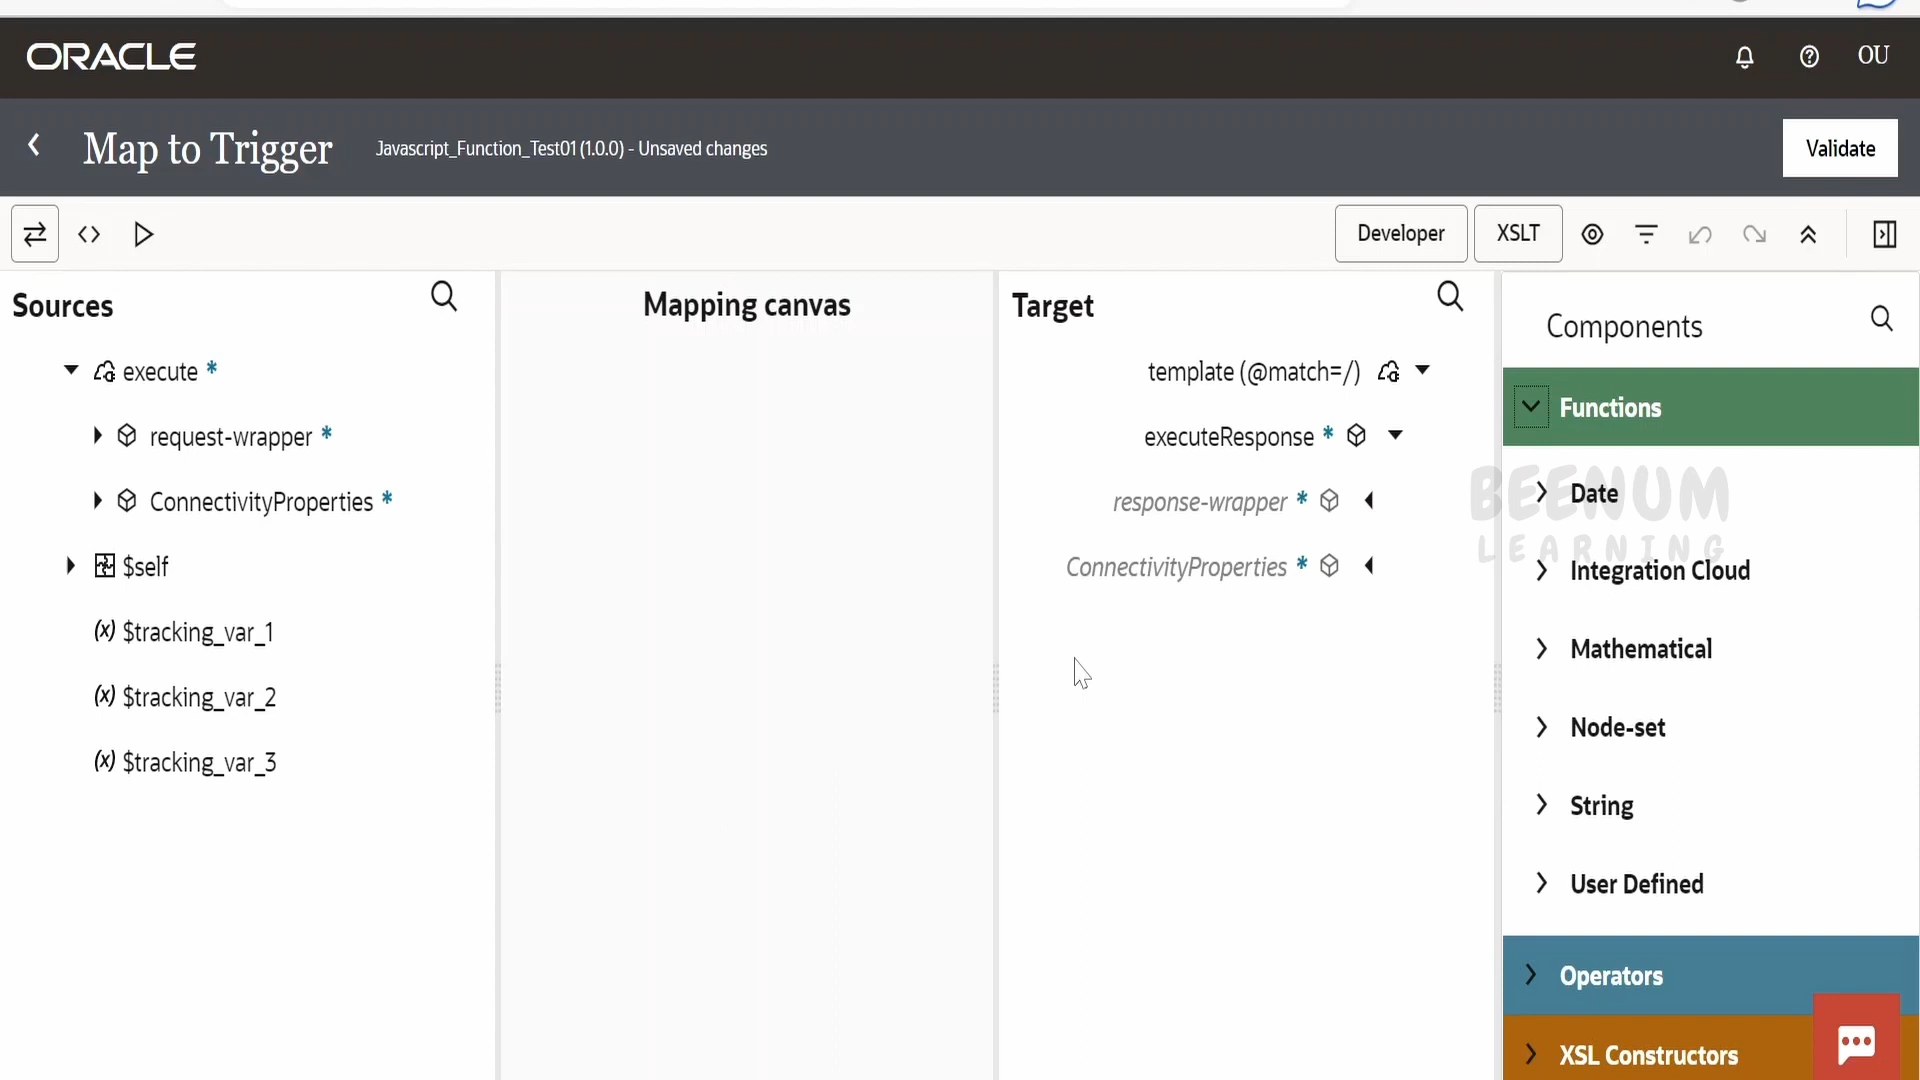 ORACLE
OU
Map to Trigger
Javascript_Function_Test01 (1.0.0) - Unsaved changes
Validate
Developer
XSLT
Sources
execute *
request-wrapper *
ConnectivityProperties *
$self
(x) $tracking_var_1
(x) $tracking_var_2
(x) $tracking_var_3
Mapping canvas
Target
template (@match=/)
executeResponse *
response-wrapper *
ConnectivityProperties *
Components
Functions
Date
Integration Cloud
Mathematical
Node-set
String
User Defined
Operators
XSL Constructors
BEENUM
LEARNING